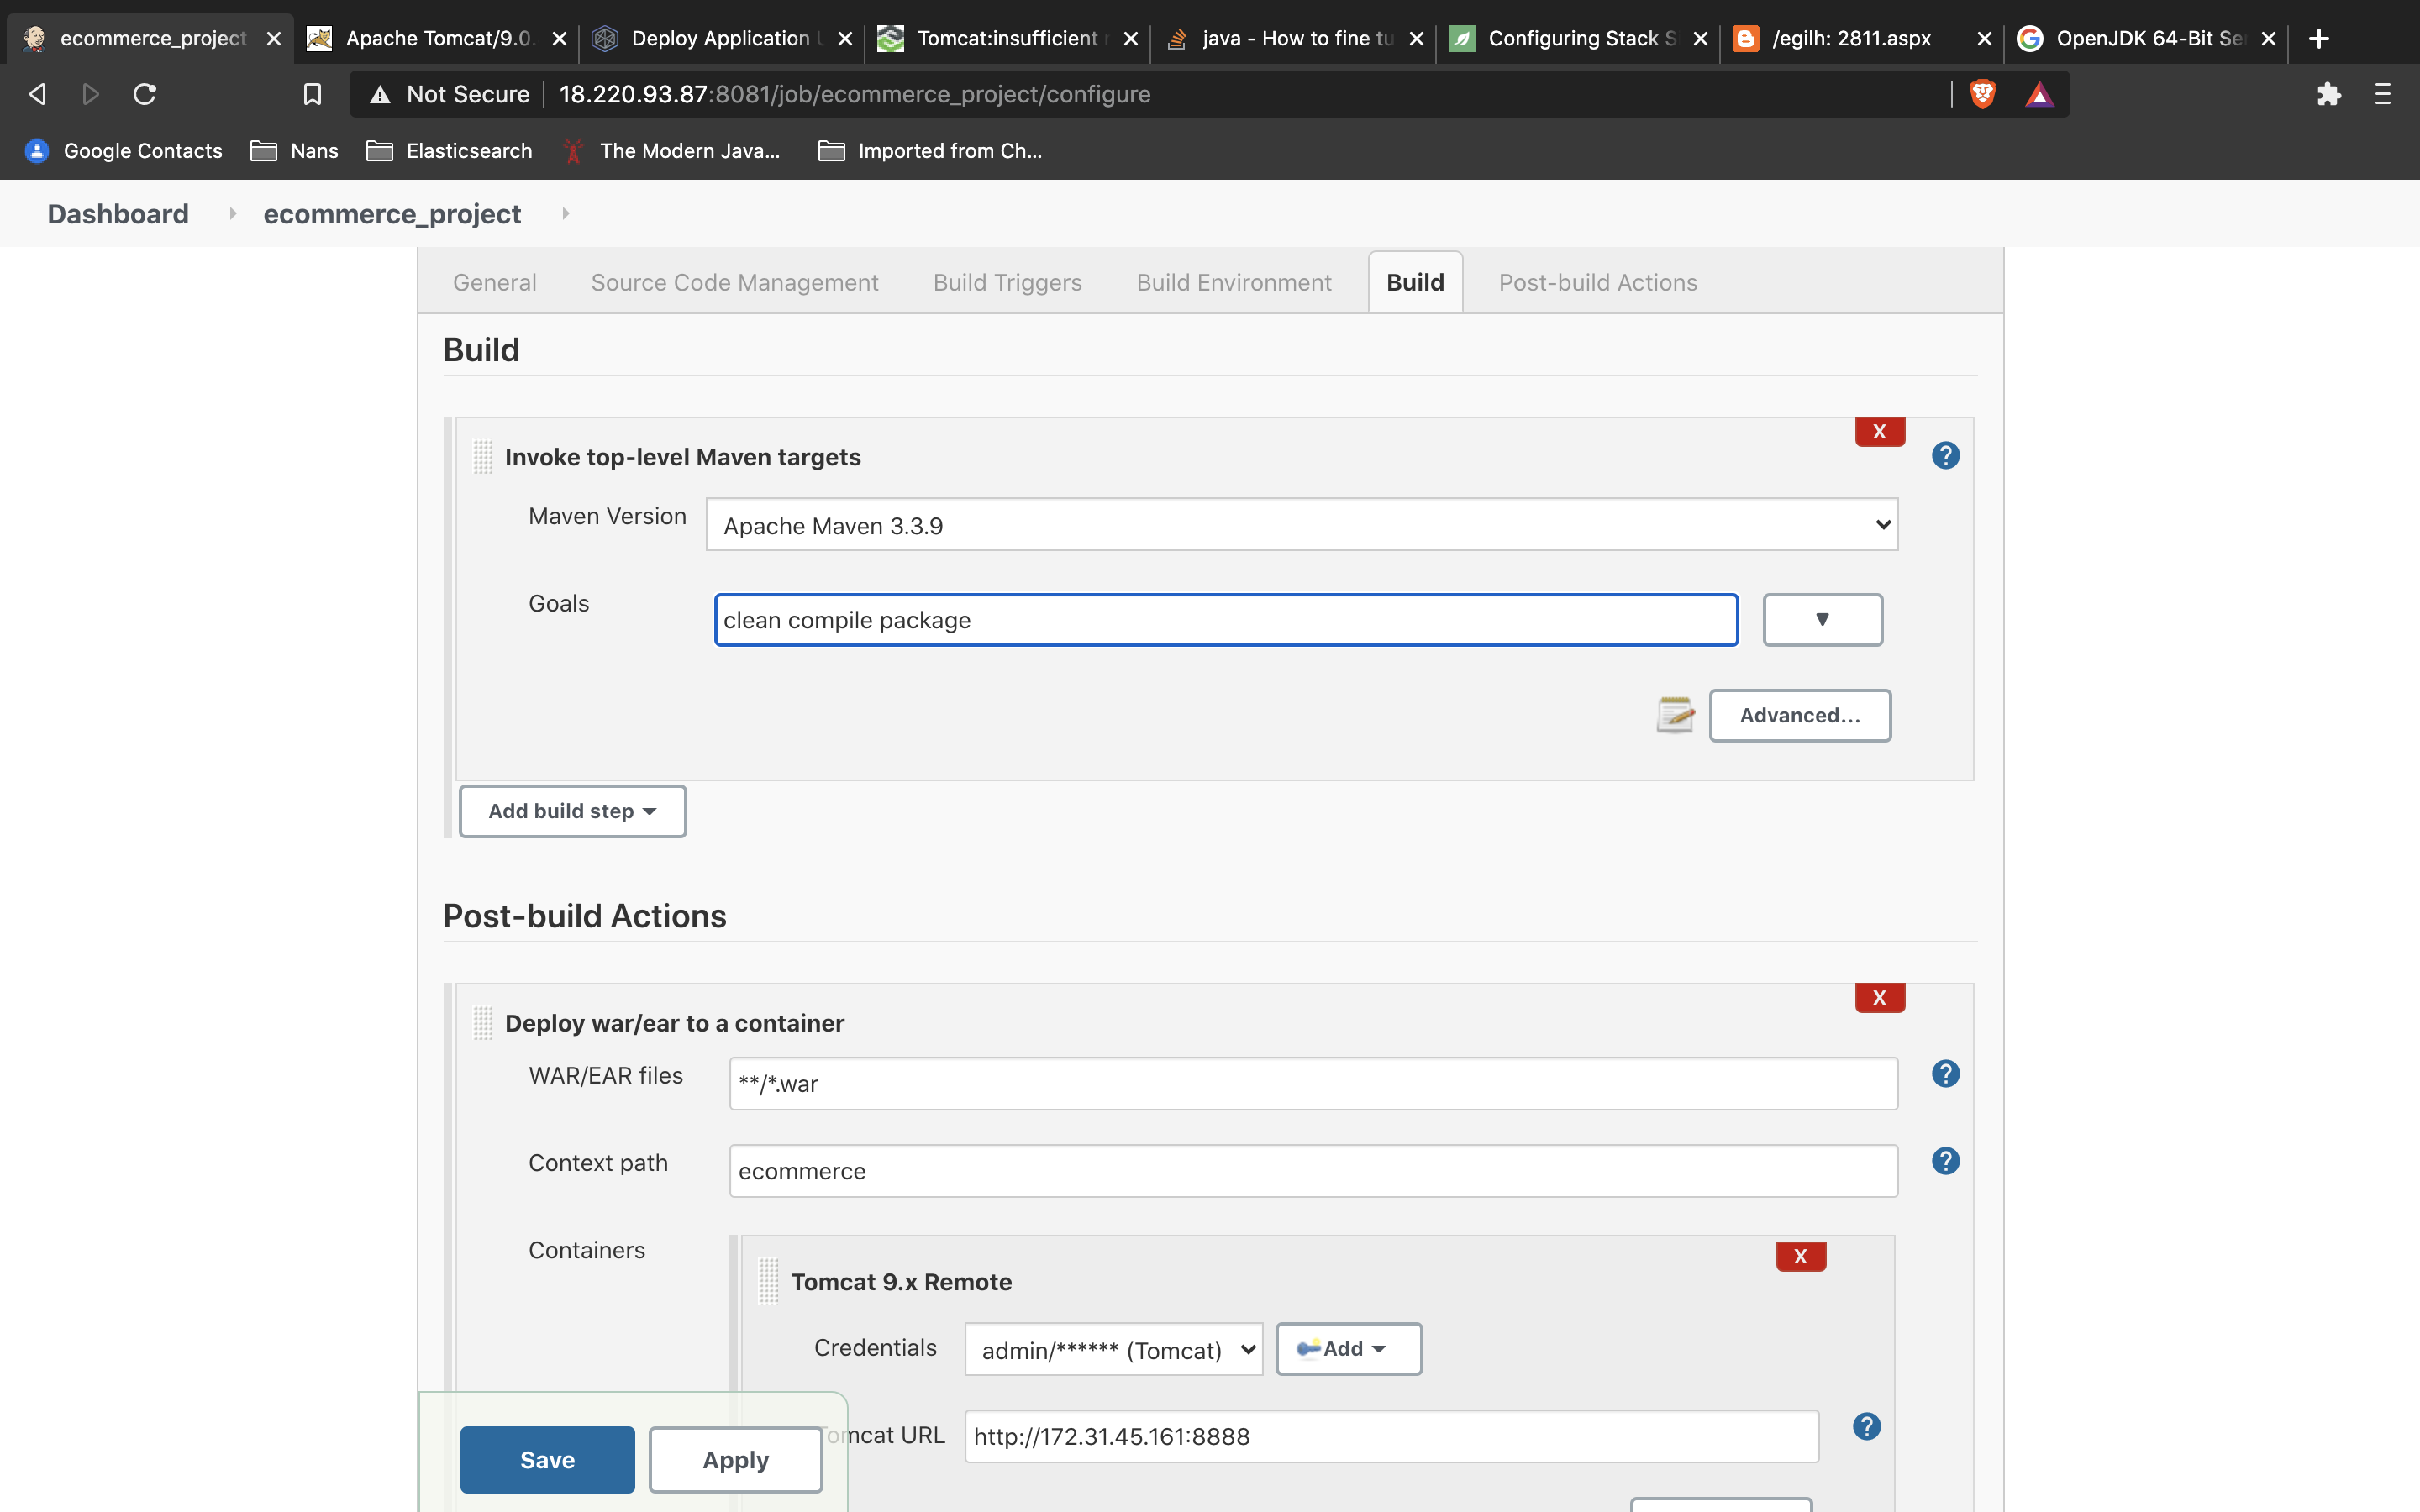 ecommerce_project
Apache Tomcat/9.0.
Deploy Application
Tomcat:insufficient
java - How to fine tu
Configuring Stack S
/egilh: 2811.aspx
OpenJDK 64-Bit Se
Not Secure
18.220.93.87:8081/job/ecommerce_project/configure
Google Contacts
Nans
Elasticsearch
The Modern Java...
Imported from Ch...
Dashboard
ecommerce_project
General
Source Code Management
Build Triggers
Build Environment
Build
Post-build Actions
Build
X
Invoke top-level Maven targets
?
Maven Version
Apache Maven 3.3.9
Goals
clean compile package
Advanced...
Add build step
Post-build Actions
X
Deploy war/ear to a container
WAR/EAR files
**/*.war
?
Context path
ecommerce
?
Containers
X
Tomcat 9.x Remote
Credentials
admin/****** (Tomcat)
Add
Tomcat URL
http://172.31.45.161:8888
?
Save
Apply